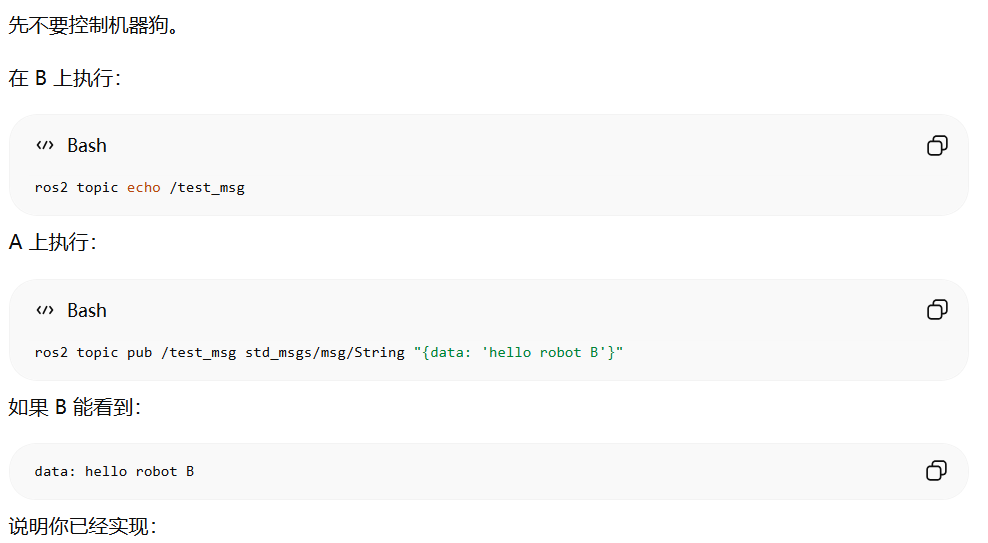 先不要控制机器狗。
在 B 上执行：
Bash
ros2 topic echo /test_msg
A 上执行：
Bash
ros2 topic pub /test_msg std_msgs/msg/String "{data: 'hello robot B'}"
如果 B 能看到：
data: hello robot B
说明你已经实现：